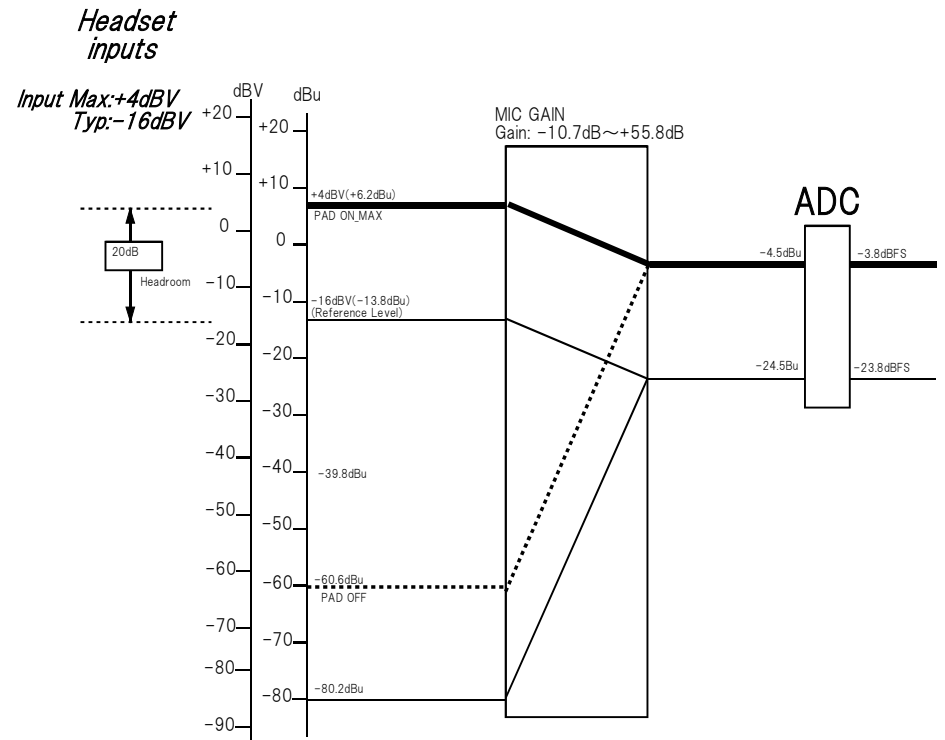 Headset
inputs
Input Max:+4dBV
Typ:-16dBV
dBV
dBu
+20
+10
0
-10
-20
-30
-40
-50
-60
-70
-80
-90
+20
+10
0
-10
-20
-30
-40
-50
-60
-70
-80
20dB
Headroom
+4dBV(+6.2dBu)
PAD ON_MAX
-16dBV(-13.8dBu)
(Reference Level)
-39.8dBu
-60.6dBu
PAD OFF
-80.2dBu
MIC GAIN
Gain: -10.7dB～+55.8dB
ADC
-4.5dBu
-3.8dBFS
-24.5Bu
-23.8dBFS